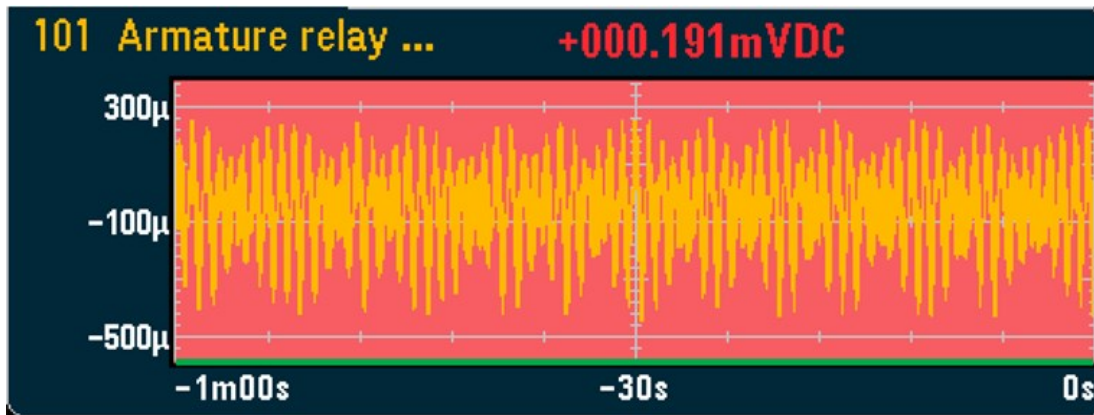 101 Armature relay ... +000.191mVDC
300µ
-100µ
-500µ
-1m00s -30s 0s